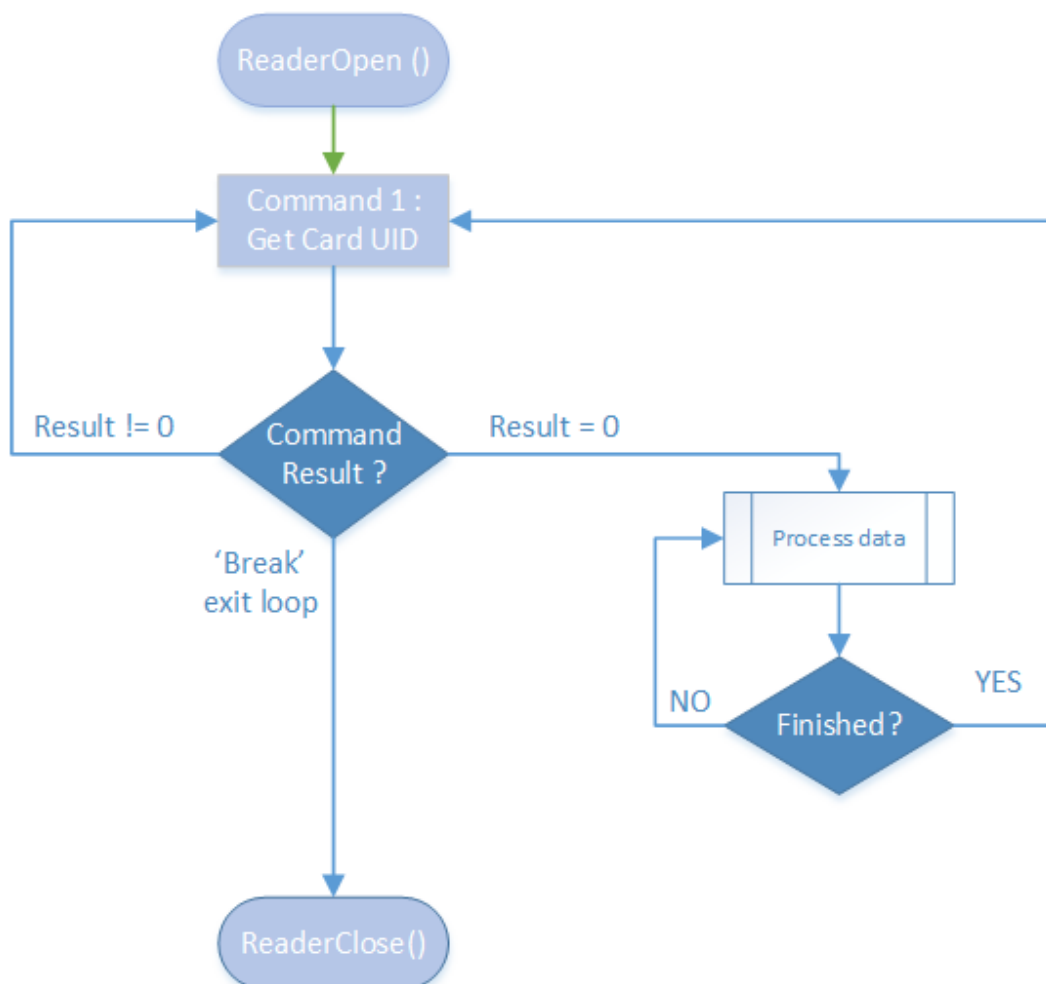 ReaderOpen ()
Command 1 :
Get Card UID
Result != 0
Command
Result ?
Result = 0
Process data
‘Break’
exit loop
NO
Finished ?
YES
ReaderClose()